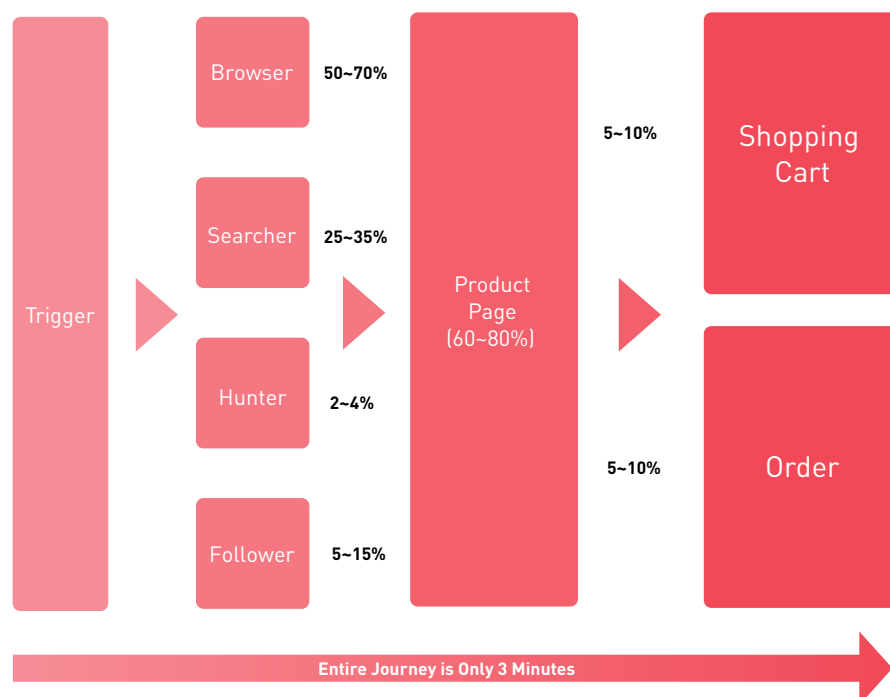 Trigger
Browser
50~70%
Searcher
25~35%
Hunter
2~4%
Follower
5~15%
Product
Page
(60~80%)
5~10%
Shopping
Cart
5~10%
Order
Entire Journey is Only 3 Minutes